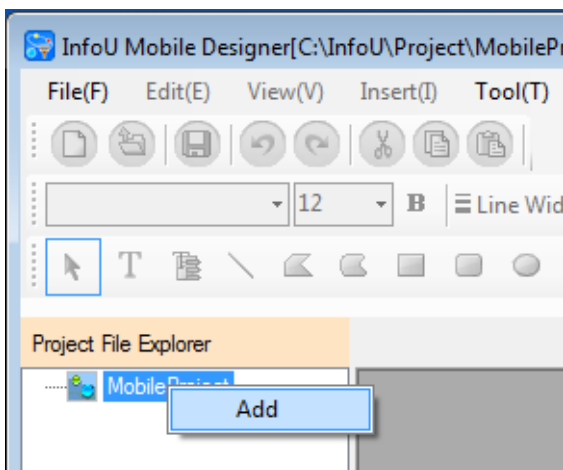 InfoU Mobile Designer[C:\InfoU\Project\MobilePr
File(F) Edit(E) View(V) Insert(I) Tool(T)
12 B Line Wid
T
Project File Explorer
MobileProject
Add